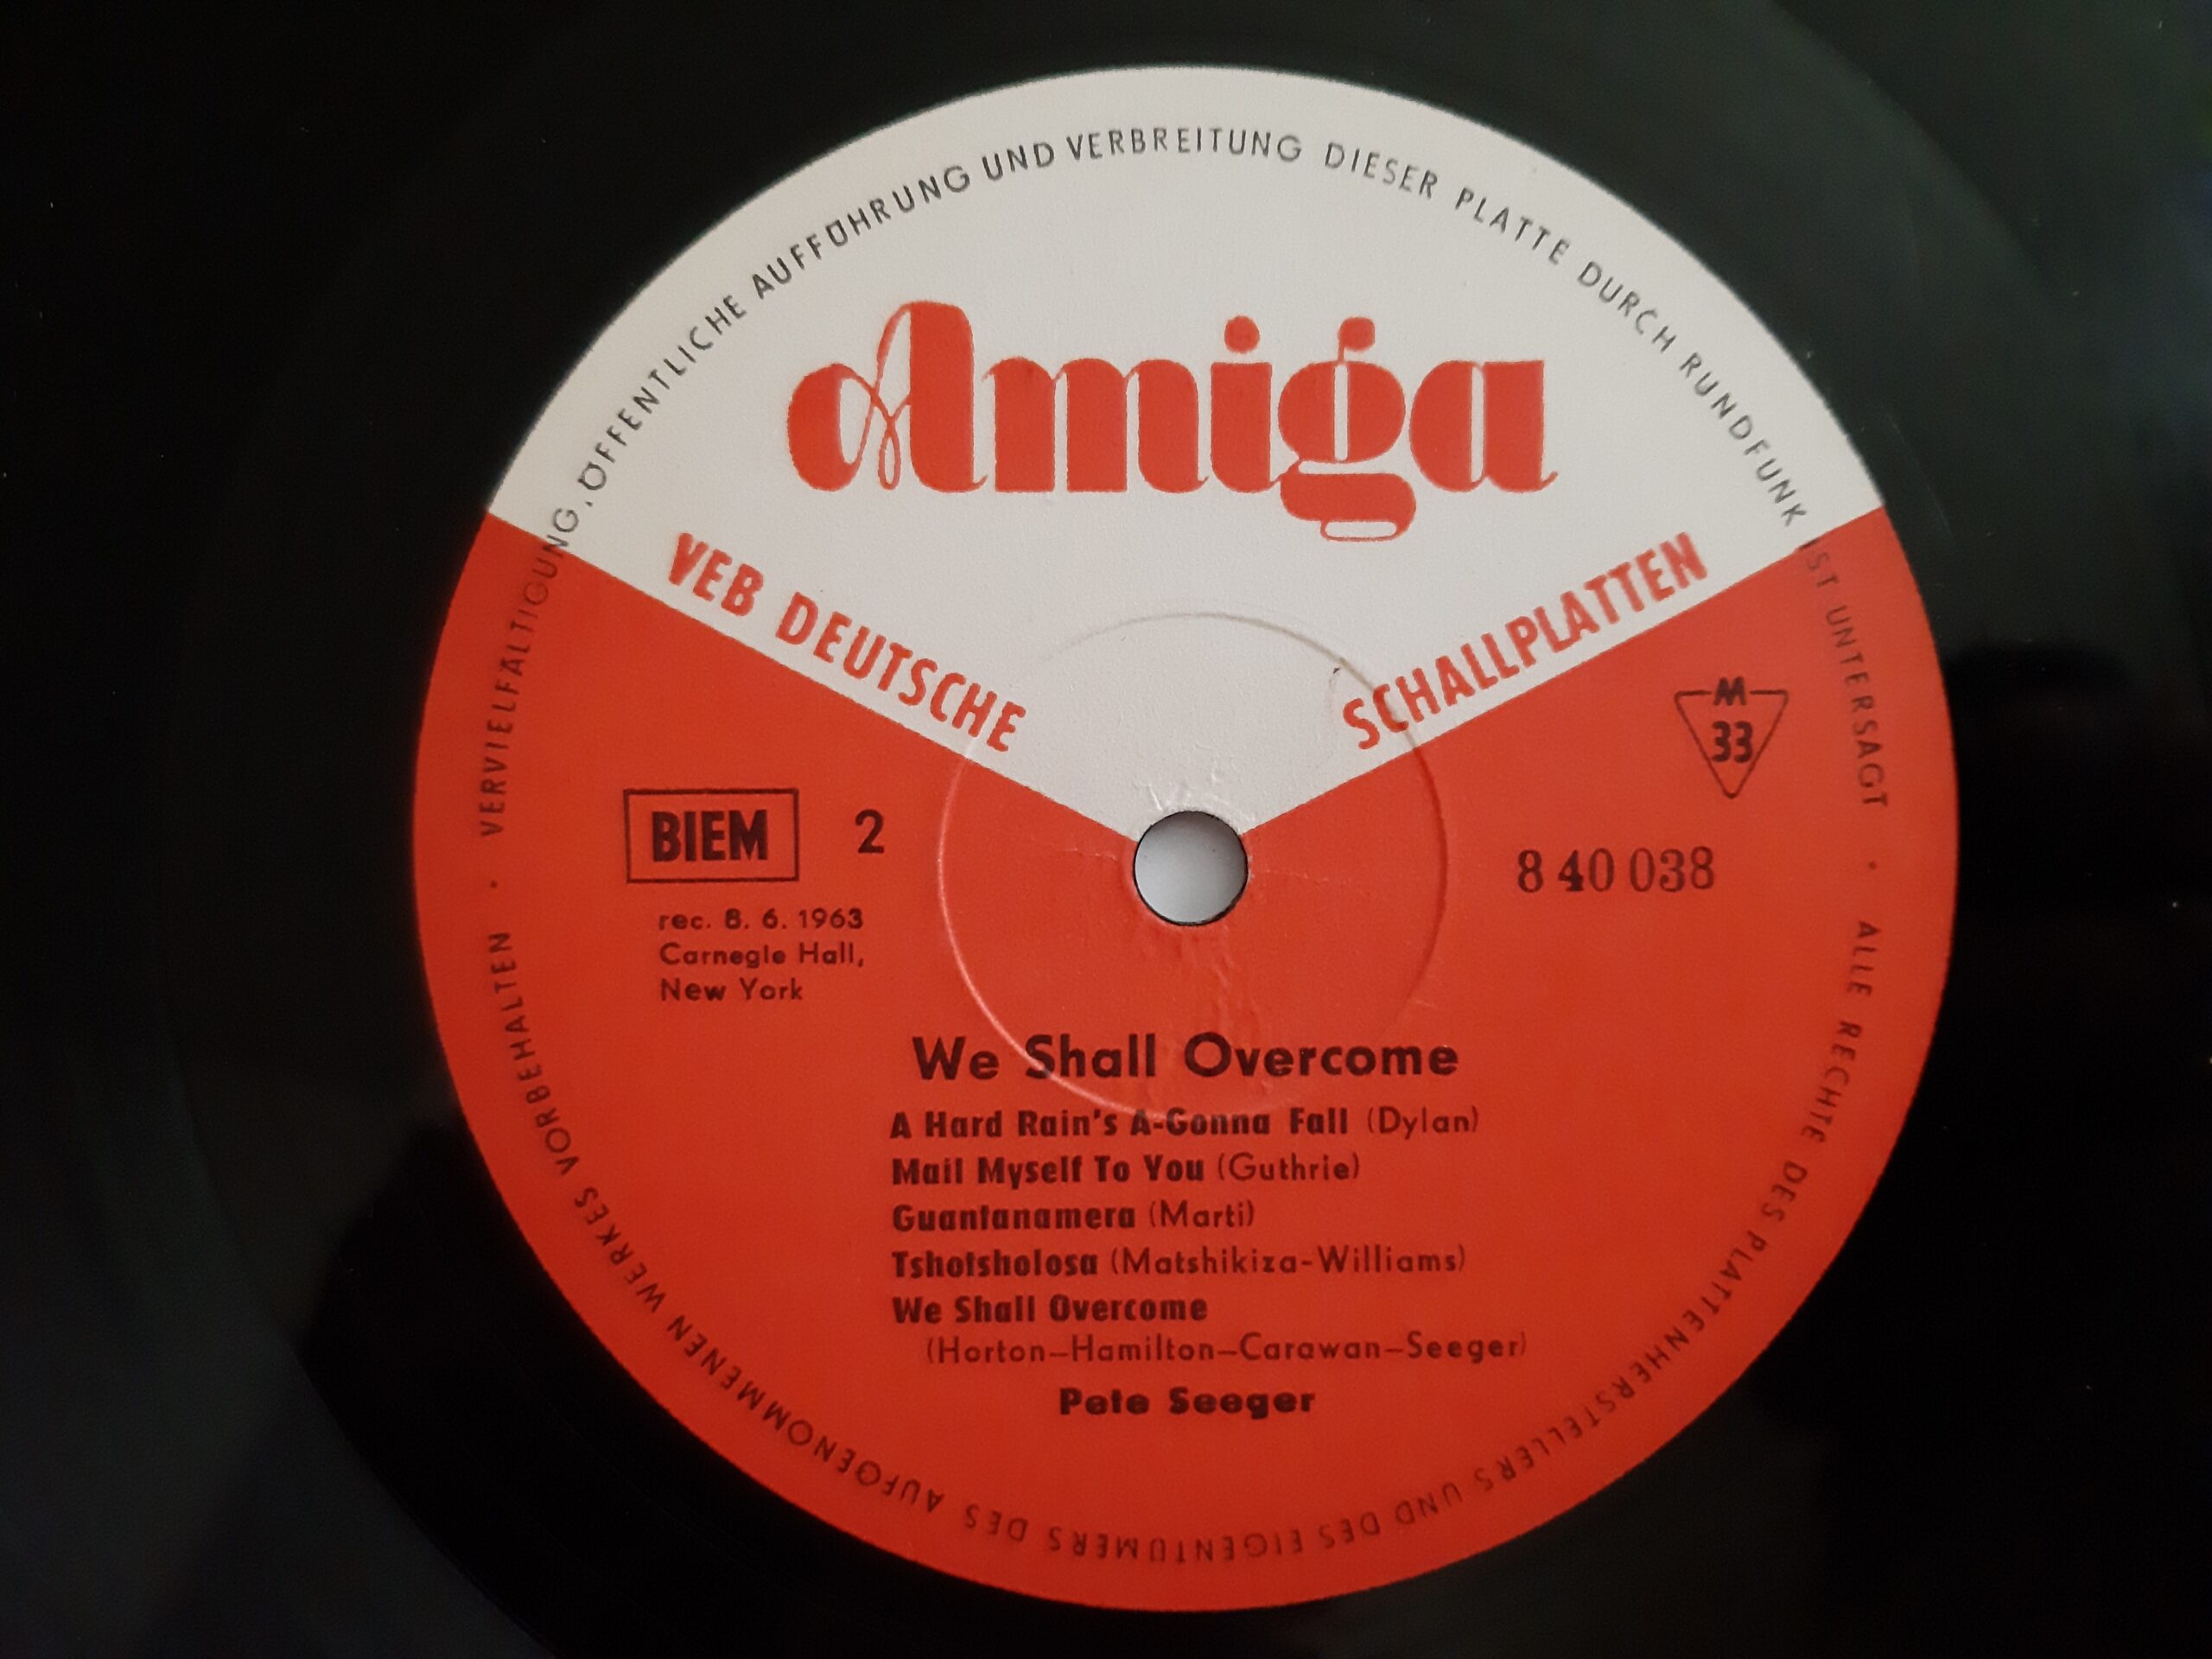 VERVIELFÄLTIGUNG, ÖFFENTLICHE AUFFÜHRUNG UND VERBREITUNG DIESER PLATTE DURCH RUNDFUNK IST UNTERSAGT •
Amiga
VEB DEUTSCHE SCHALLPLATTEN
M
33
BIEM 2
8 40 038
rec. 8. 6. 1963
Carnegie Hall,
New York
We Shall Overcome
A Hard Rain's A-Gonna Fall (Dylan)
Mail Myself To You (Guthrie)
Guantanamera (Marti)
Tshotsholosa (Matshikiza-Williams)
We Shall Overcome
(Horton–Hamilton–Carawan–Seeger)
Pete Seeger
ALLE RECHTE DES PLATTENHERSTELLERS UND DES EIGENTÜMERS DES AUFGENOMMENEN WERKES VORBEHALTEN •